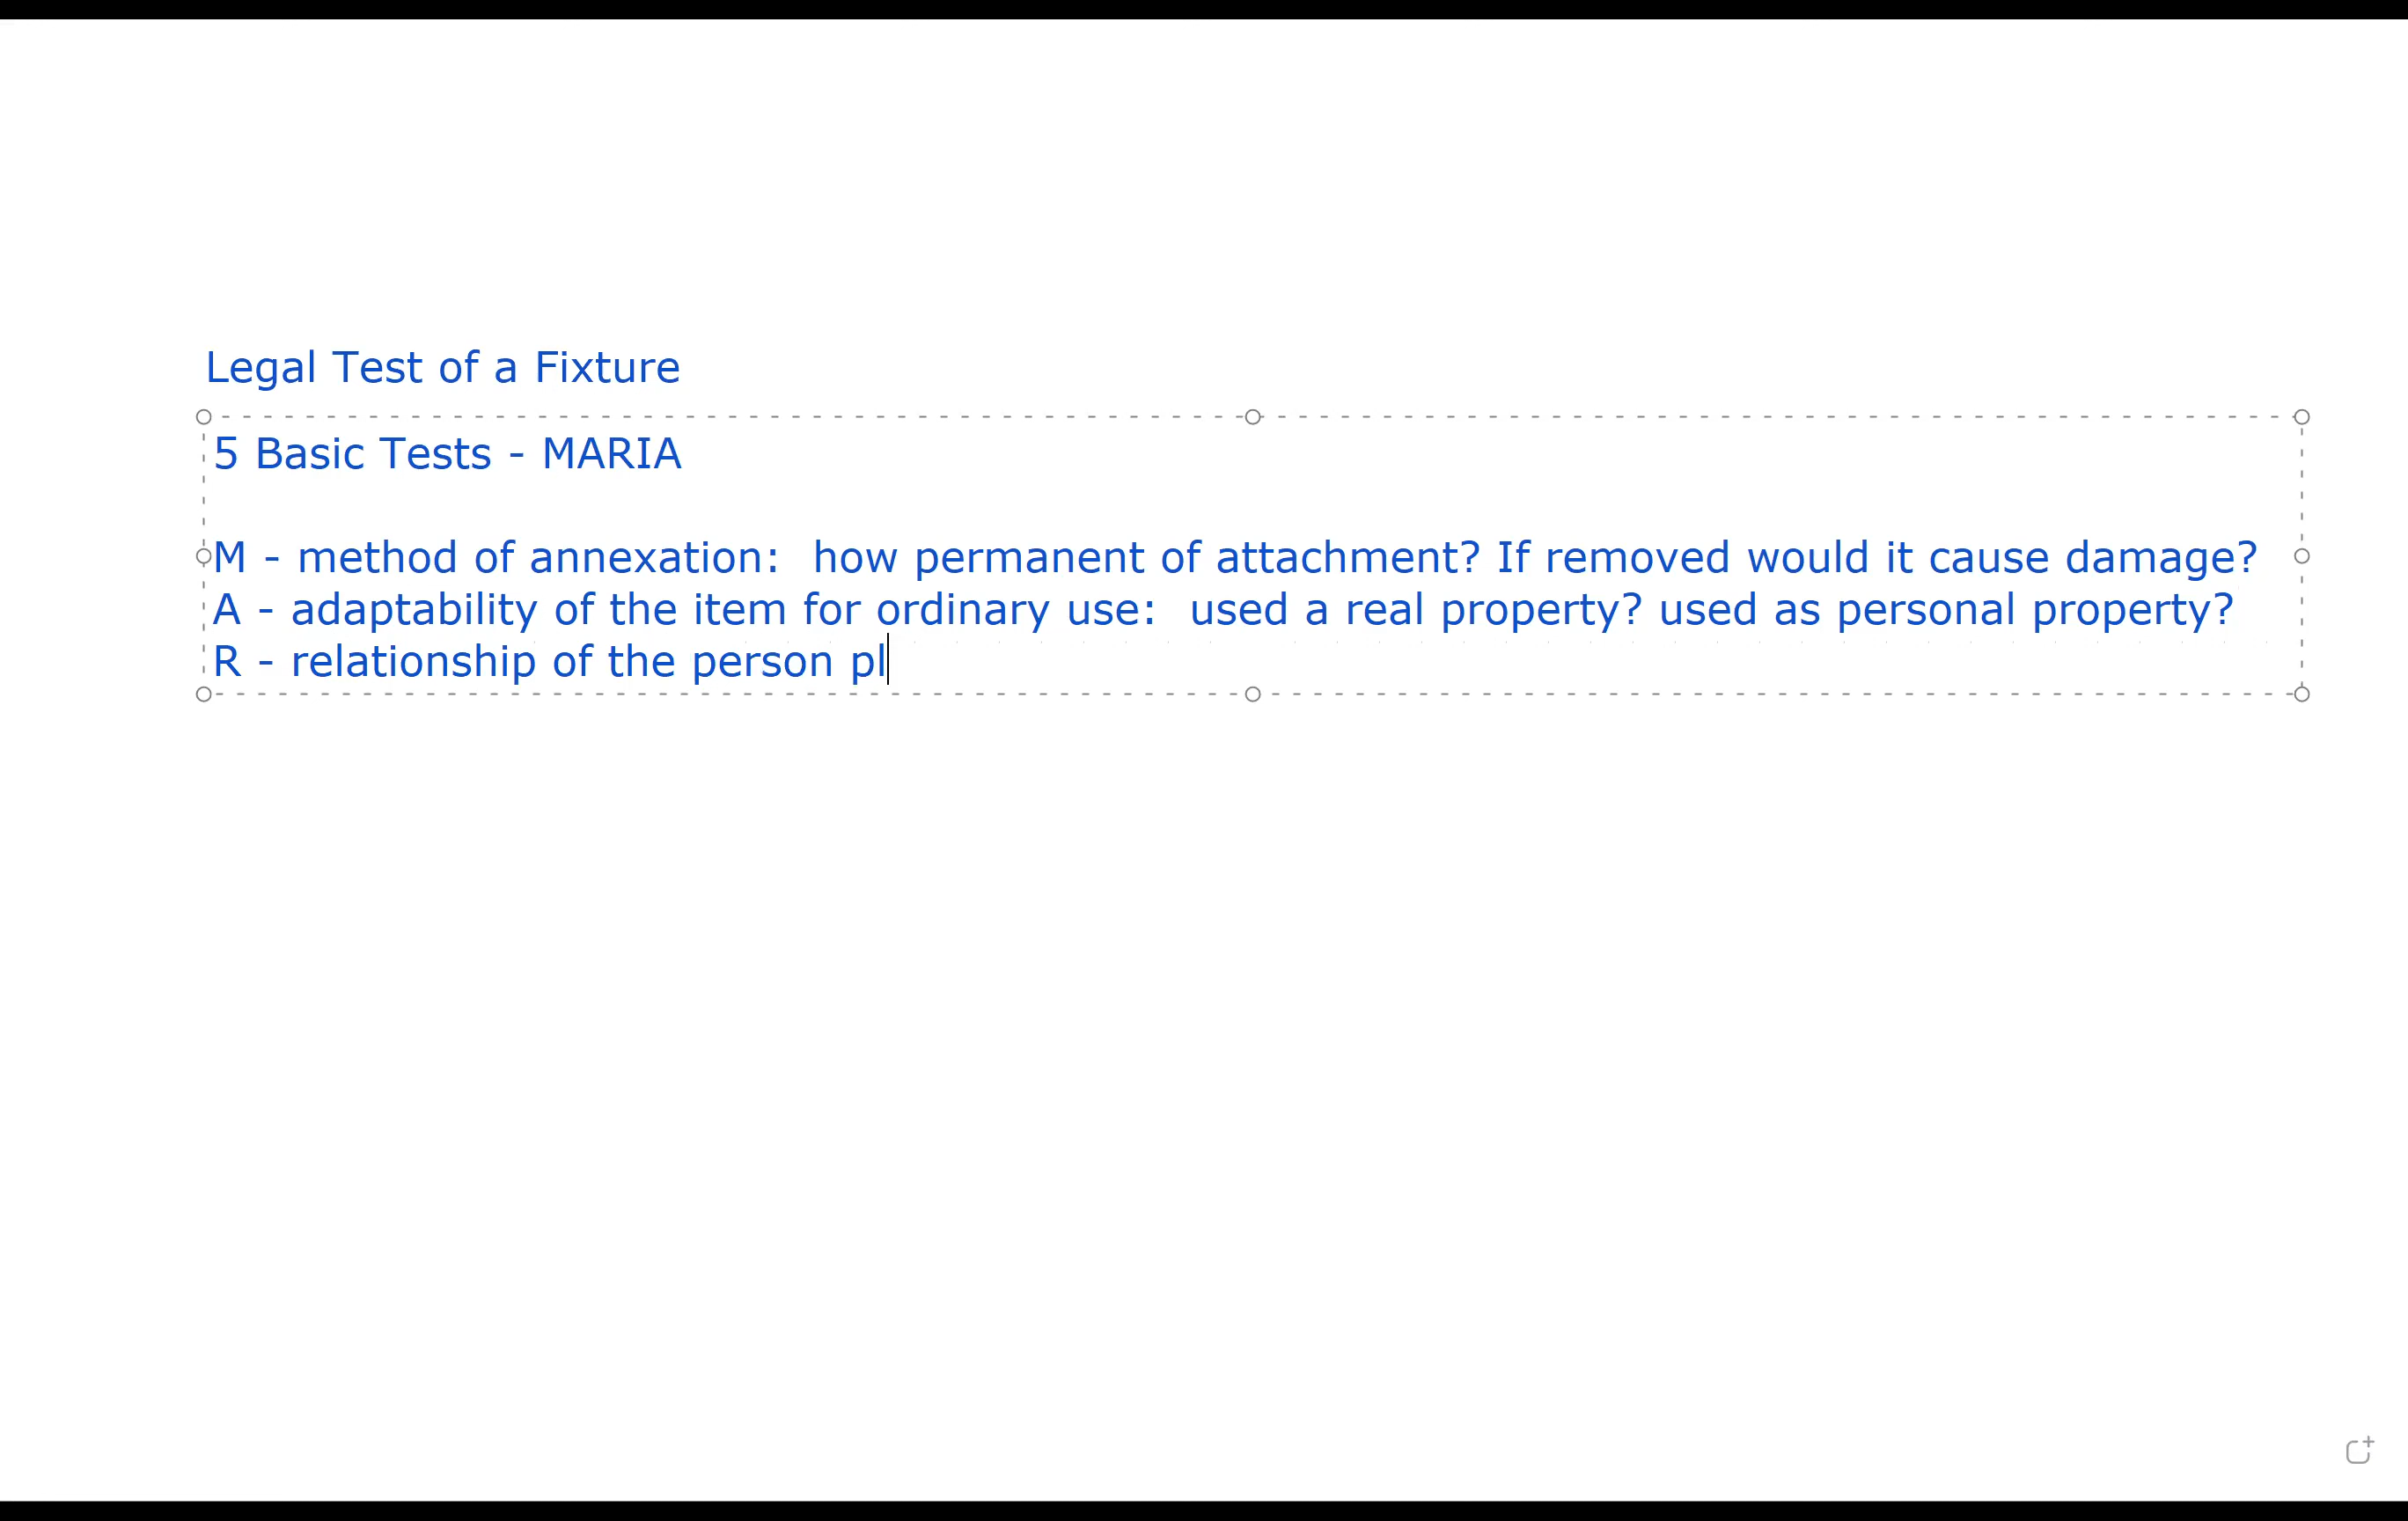 Legal Test of a Fixture
5 Basic Tests - MARIA
M - method of annexation:  how permanent of attachment? If removed would it cause damage?
A - adaptability of the item for ordinary use:  used a real property? used as personal property?
R - relationship of the person pl